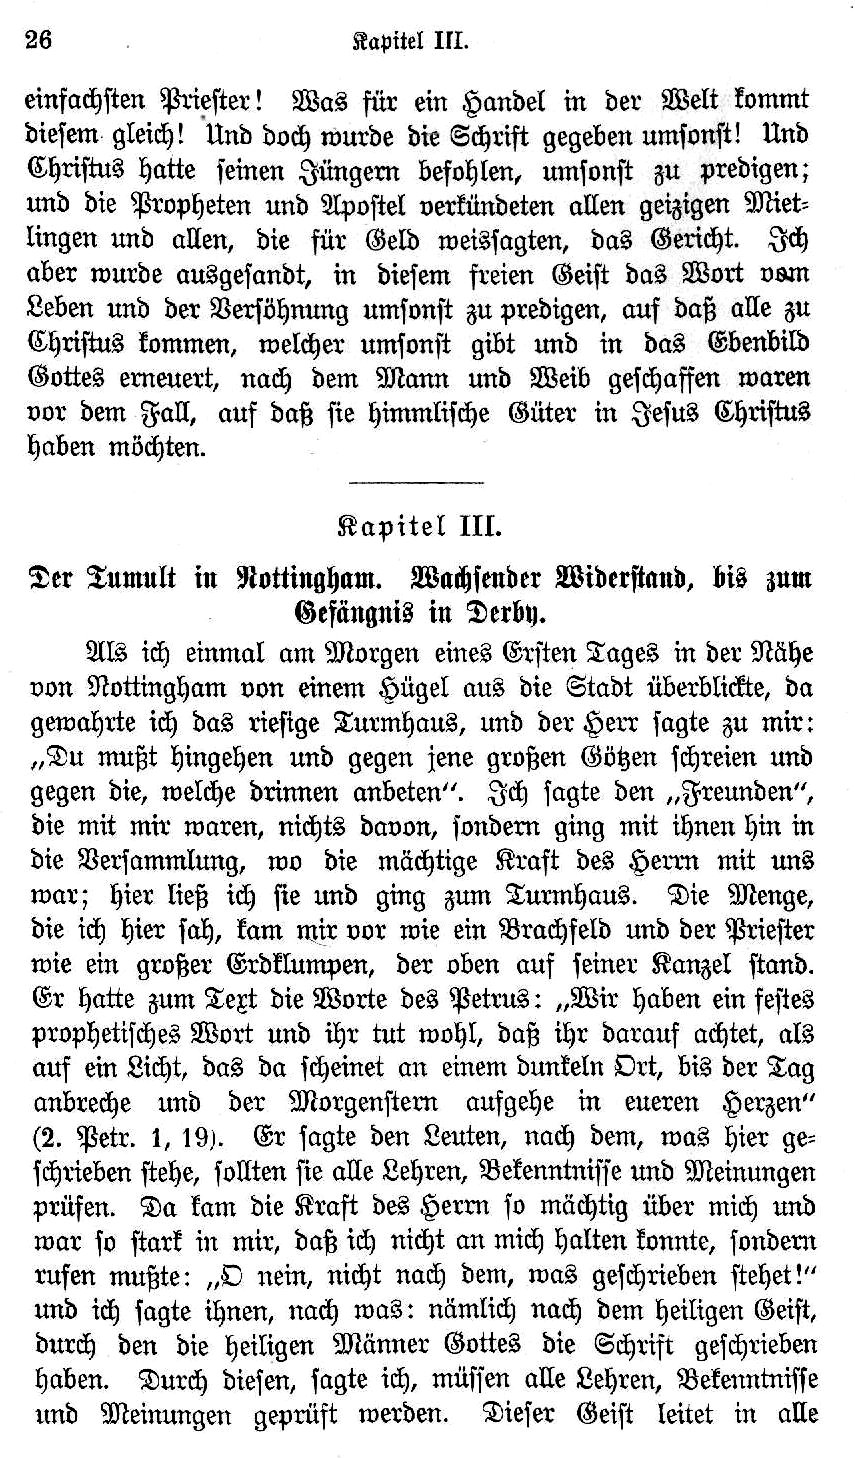 26 Kapitel III.
einfachsten Priester! Was für ein Handel in der Welt kommt
diesem gleich! Und doch wurde die Schrift gegeben umsonst! Und
Christus hatte seinen Jüngern befohlen, umsonst zu predigen;
und die Propheten und Apostel verkündeten allen geizigen Miet-
lingen und allen, die für Geld weissagten, das Gericht. Ich
aber wurde ausgesandt, in diesem freien Geist das Wort vom
Leben und der Versöhnung umsonst zu predigen, auf daß alle zu
Christus kommen, welcher umsonst gibt und in das Ebenbild
Gottes erneuert, nach dem Mann und Weib geschaffen waren
vor dem Fall, auf daß sie himmlische Güter in Jesus Christus
haben möchten.
Kapitel III.
Der Tumult in Nottingham. Wachsender Widerstand, bis zum
Gefängnis in Derby.
Als ich einmal am Morgen eines Ersten Tages in der Nähe
von Nottingham von einem Hügel aus die Stadt überblickte, da
gewahrte ich das riesige Turmhaus, und der Herr sagte zu mir:
„Du mußt hingehen und gegen jene großen Götzen schreien und
gegen die, welche drinnen anbeten“. Ich sagte den „Freunden“,
die mit mir waren, nichts davon, sondern ging mit ihnen hin in
die Versammlung, wo die mächtige Kraft des Herrn mit uns
war; hier ließ ich sie und ging zum Turmhaus. Die Menge,
die ich hier sah, kam mir vor wie ein Brachfeld und der Priester
wie ein großer Erdklumpen, der oben auf seiner Kanzel stand.
Er hatte zum Text die Worte des Petrus: „Wir haben ein festes
prophetisches Wort und ihr tut wohl, daß ihr darauf achtet, als
auf ein Licht, das da scheinet an einem dunkeln Ort, bis der Tag
anbreche und der Morgenstern aufgehe in eueren Herzen“
(2. Petr. 1, 19). Er sagte den Leuten, nach dem, was hier ge-
schrieben stehe, sollten sie alle Lehren, Bekenntnisse und Meinungen
prüfen. Da kam die Kraft des Herrn so mächtig über mich und
war so stark in mir, daß ich nicht an mich halten konnte, sondern
rufen mußte: „O nein, nicht nach dem, was geschrieben stehet!“
und ich sagte ihnen, nach was: nämlich nach dem heiligen Geist,
durch den die heiligen Männer Gottes die Schrift geschrieben
haben. Durch diesen, sagte ich, müssen alle Lehren, Bekenntnisse
und Meinungen geprüft werden. Dieser Geist leitet in alle